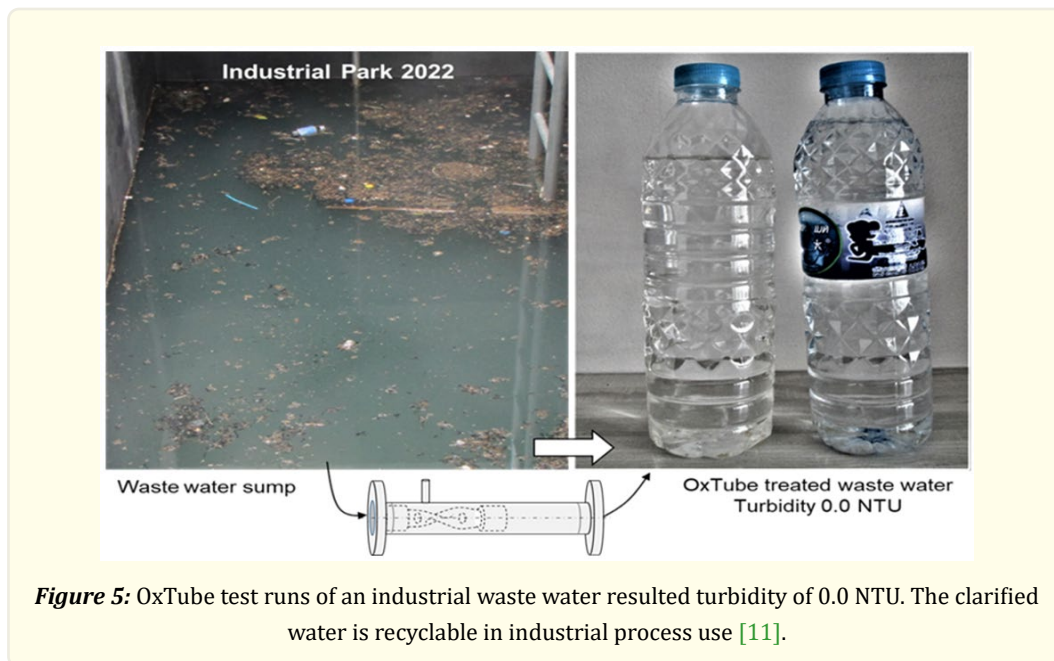 Industrial Park 2022
Waste water sump
OxTube treated waste water
Turbidity 0.0 NTU
Figure 5: OxTube test runs of an industrial waste water resulted turbidity of 0.0 NTU. The clarified
water is recyclable in industrial process use [11].